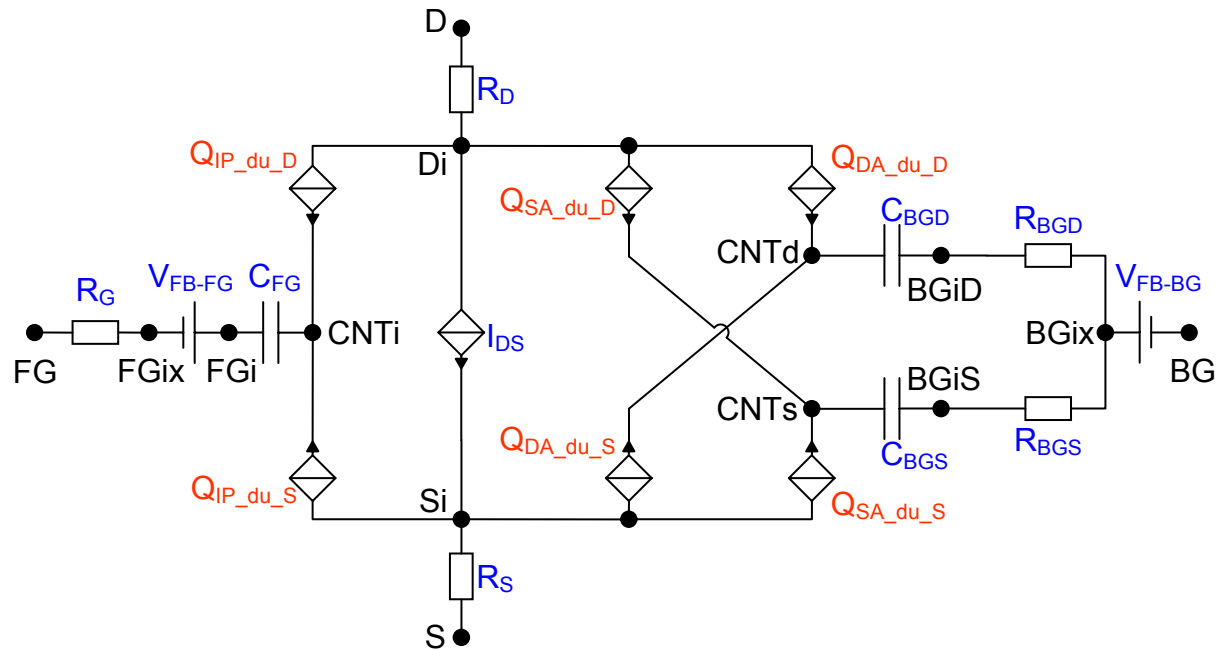 D
R_D
Q_IP_du_D
Di
Q_DA_du_D
Q_SA_du_D
C_BGD
R_BGD
CNTd
V_FB-FG
C_FG
BGiD
V_FB-BG
R_G
CNTi
I_DS
BGix
FG
FGix
FGi
BG
BGiS
CNTs
Q_DA_du_S
C_BGS
R_BGS
Q_IP_du_S
Si
Q_SA_du_S
R_S
S